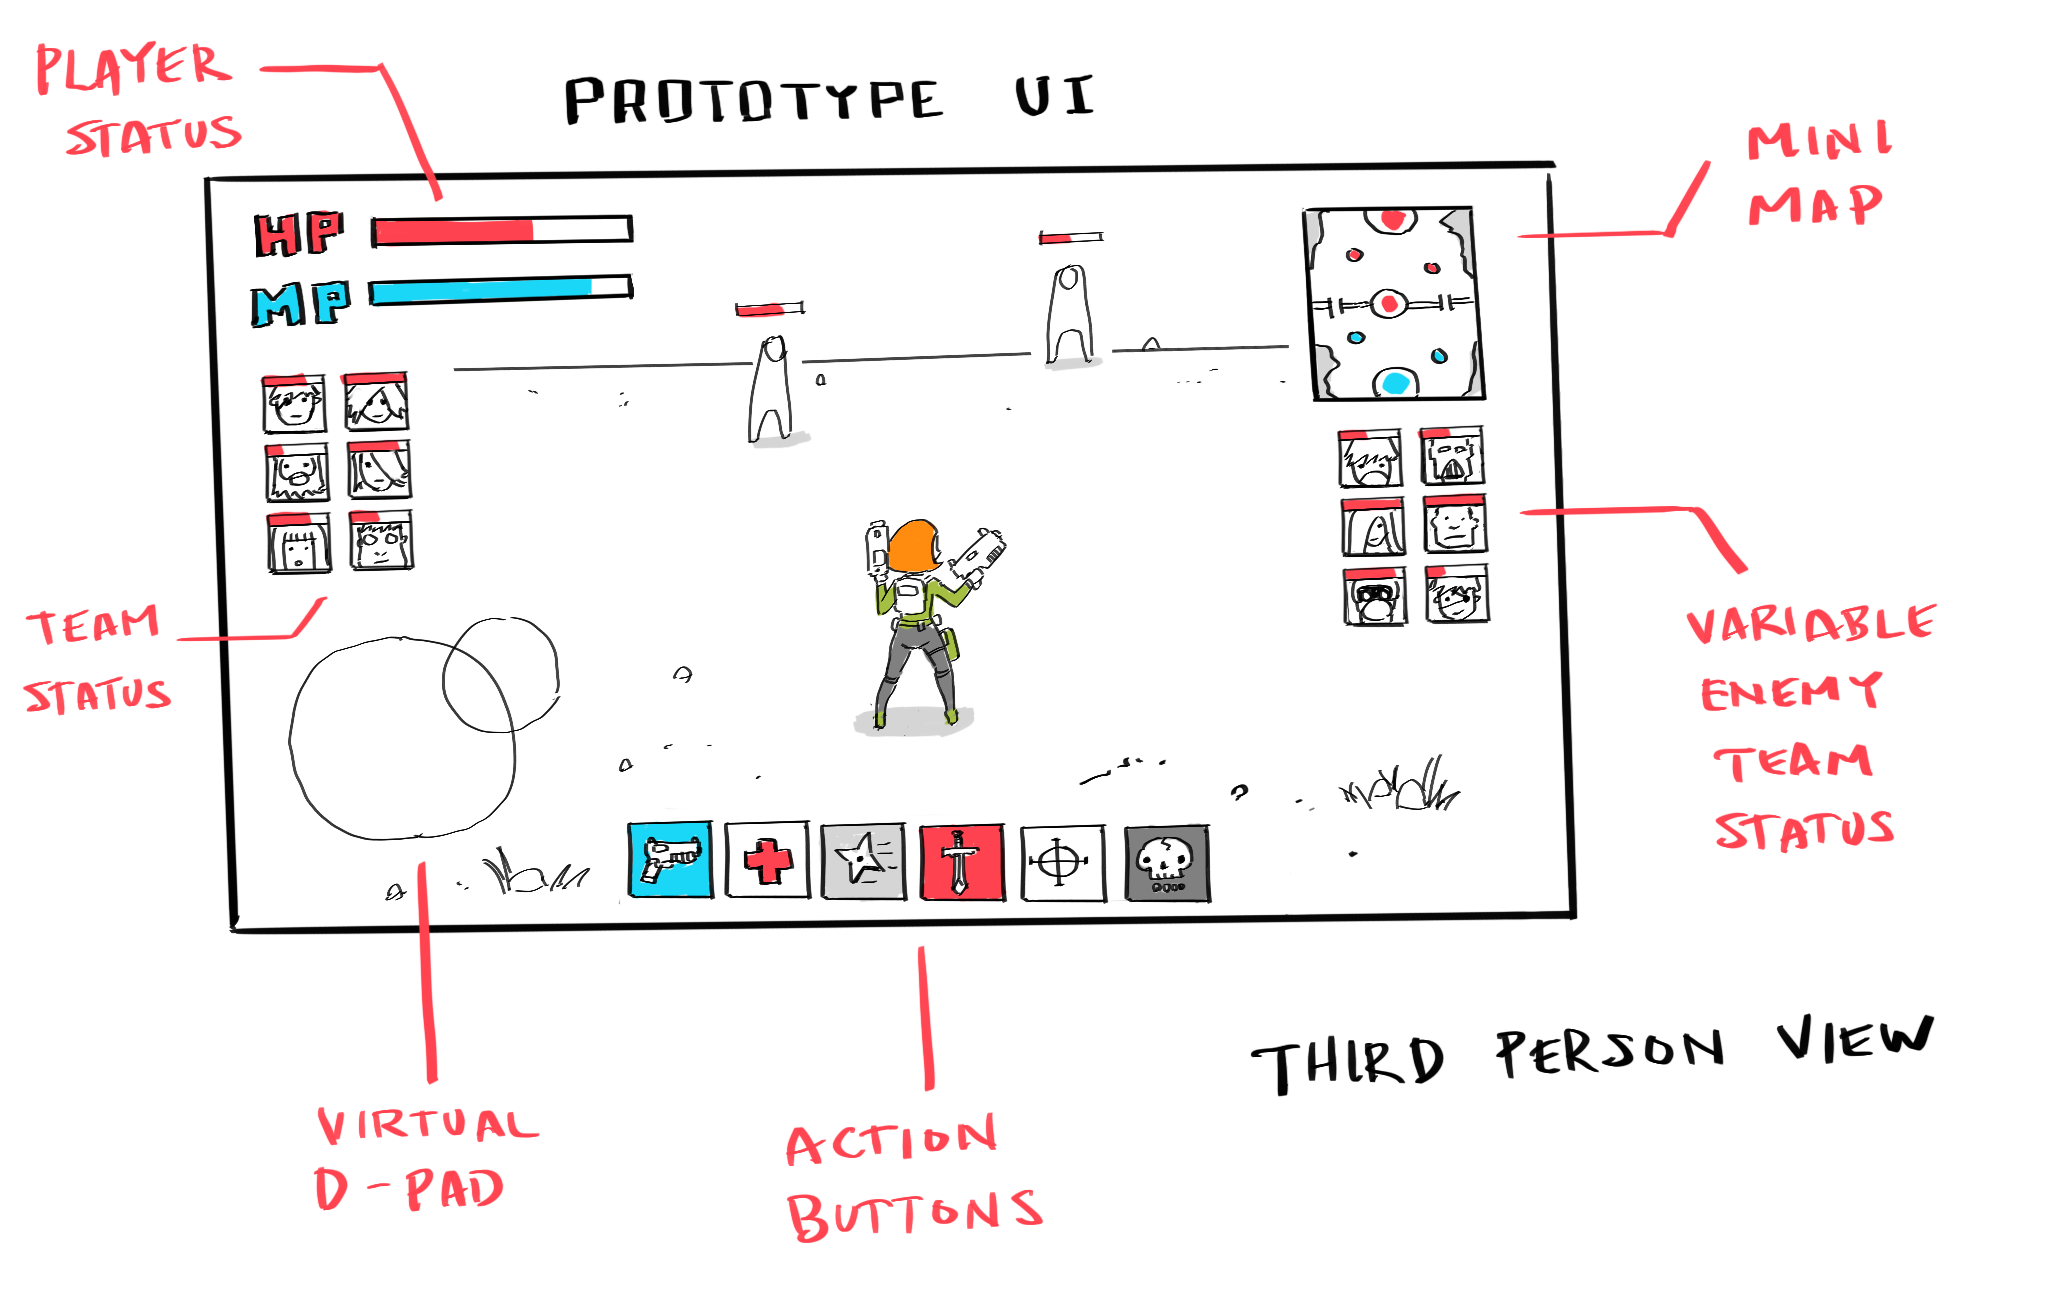 PLAYER
STATUS
PROTOTYPE UI
MINI
MAP
HP
MP
TEAM
STATUS
VARIABLE
ENEMY
TEAM
STATUS
VIRTUAL
D-PAD
ACTION
BUTTONS
THIRD PERSON VIEW